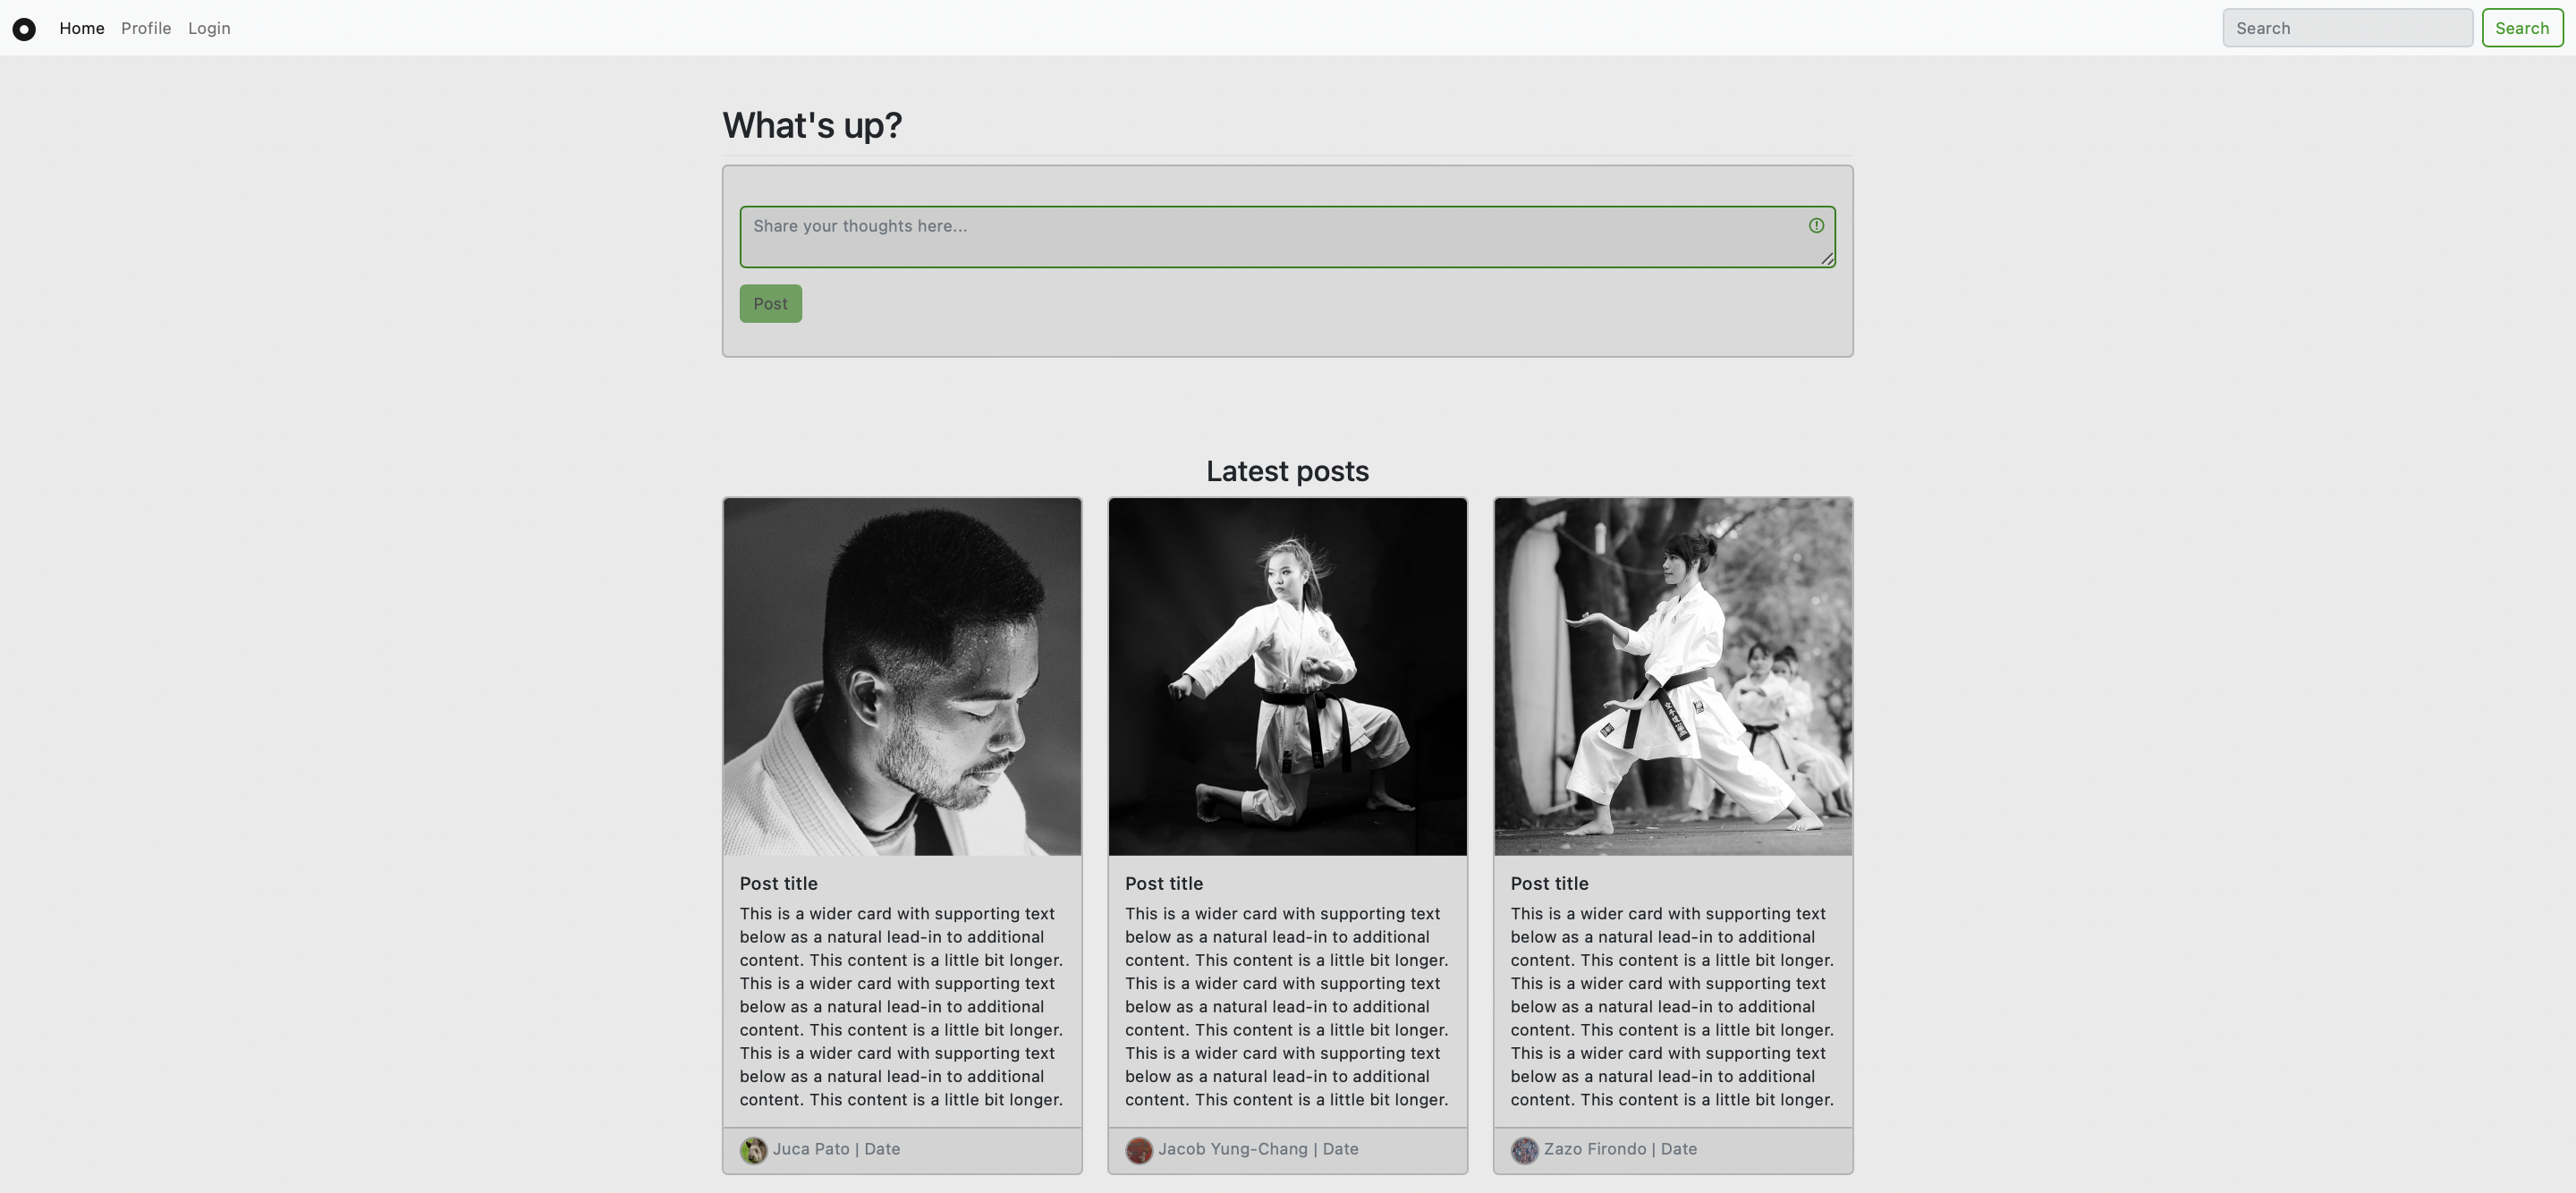 Home Profile Login Search Search
What's up?
Share your thoughts here...
Post
Latest posts
Post title
This is a wider card with supporting text
below as a natural lead-in to additional
content. This content is a little bit longer.
This is a wider card with supporting text
below as a natural lead-in to additional
content. This content is a little bit longer.
This is a wider card with supporting text
below as a natural lead-in to additional
content. This content is a little bit longer.
Juca Pato | Date
Post title
This is a wider card with supporting text
below as a natural lead-in to additional
content. This content is a little bit longer.
This is a wider card with supporting text
below as a natural lead-in to additional
content. This content is a little bit longer.
This is a wider card with supporting text
below as a natural lead-in to additional
content. This content is a little bit longer.
Jacob Yung-Chang | Date
Post title
This is a wider card with supporting text
below as a natural lead-in to additional
content. This content is a little bit longer.
This is a wider card with supporting text
below as a natural lead-in to additional
content. This content is a little bit longer.
This is a wider card with supporting text
below as a natural lead-in to additional
content. This content is a little bit longer.
Zazo Firondo | Date